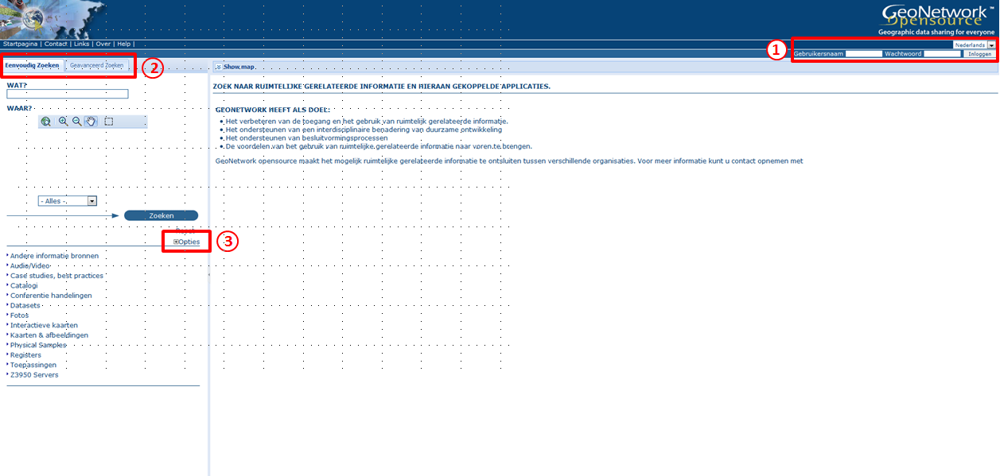 GeoNetwork™
opensource
Geographic data sharing for everyone
Startpagina | Contact | Links | Over | Help |
Nederlands
1
Gebruikersnaam Wachtwoord Inloggen
Eenvoudig Zoeken Geavanceerd Zoeken
2
Show map
WAT?
ZOEK NAAR RUIMTELIJKE GERELATEERDE INFORMATIE EN HIERAAN GEKOPPELDE APPLICATIES.
WAAR?
GEONETWORK HEEFT ALS DOEL:
Het verbeteren van de toegang en het gebruik van ruimtelijk gerelateerde informatie.
Het ondersteunen van een interdisciplinaire benadering van duurzame ontwikkeling
Het ondersteunen van besluitvormingsprocessen
De voordelen van het gebruik van ruimtelijke gerelateerde informatie naar voren te brengen.
GeoNetwork opensource maakt het mogelijk ruimtelijke gerelateerde informatie te ontsluiten tussen verschillende organisaties. Voor meer informatie kunt u contact opnemen met
- Alles -
Zoeken
Opties
3
Andere informatie bronnen
Audio/Video
Case studies, best practices
Catalogi
Conferentie handelingen
Datasets
Fotos
Interactieve kaarten
Kaarten & afbeeldingen
Physical Samples
Registers
Toepassingen
Z3950 Servers